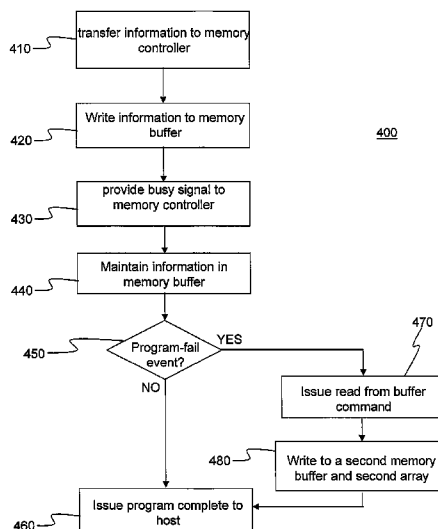 transfer information to memory
controller
410
Write information to memory
buffer
420
400
provide busy signal to
memory controller
430
Maintain information in
memory buffer
440
Program-fail
event?
450
YES
NO
470
Issue read from buffer
command
480
Write to a second memory
buffer and second array
Issue program complete to
host
460